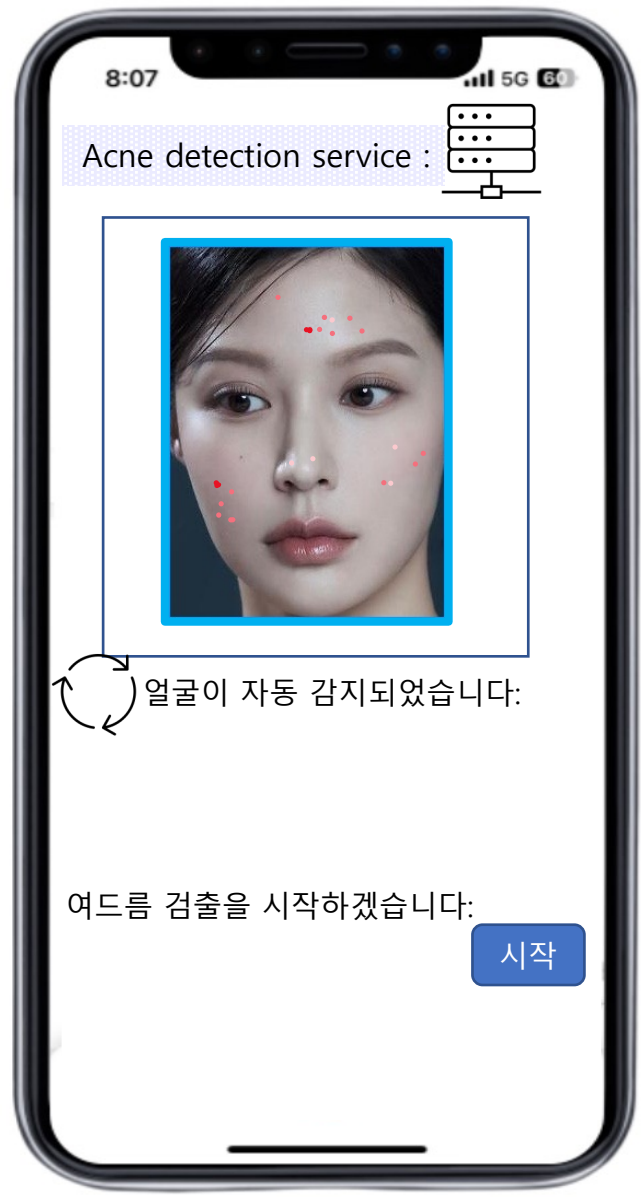 8:07
5G 60
Acne detection service :
얼굴이 자동 감지되었습니다:
여드름 검출을 시작하겠습니다:
시작